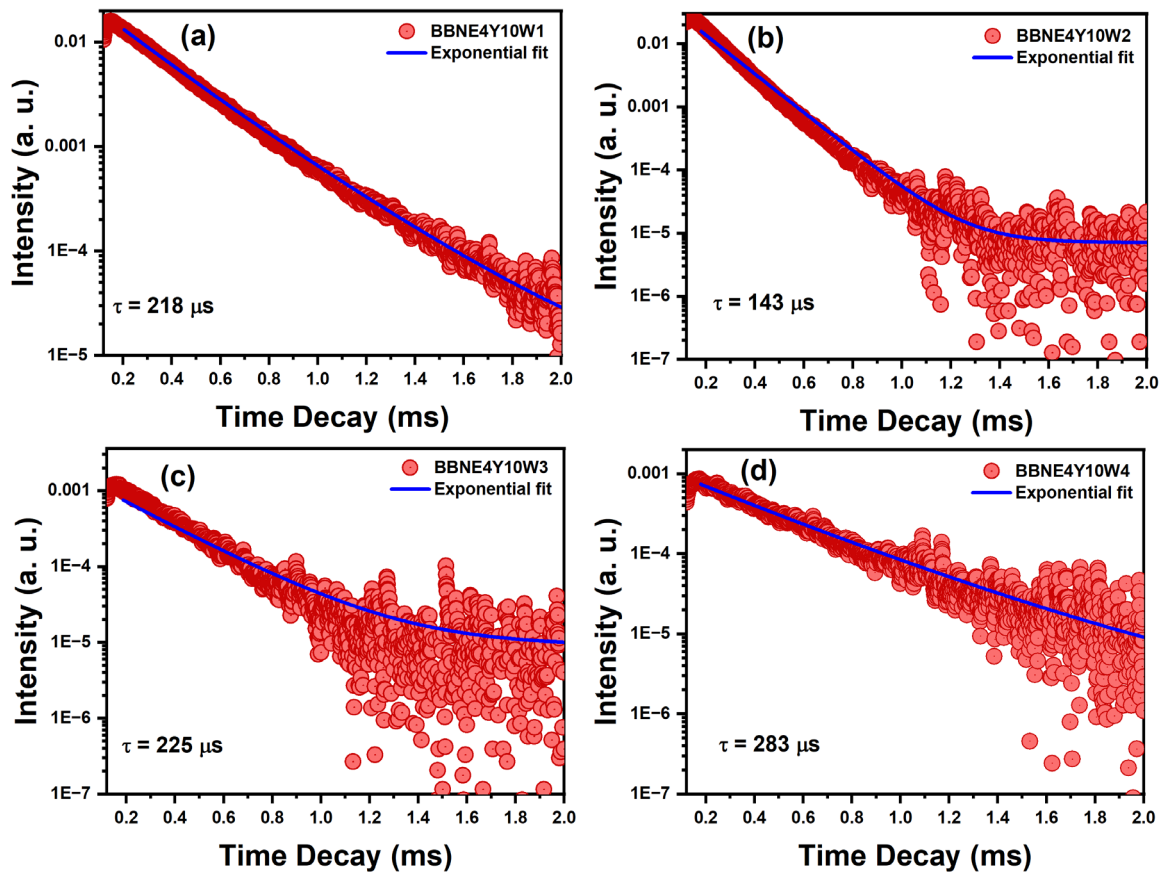 (a)
BBNE4Y10W1
Exponential fit
Intensity (a. u.)
0.01
0.001
1E-4
1E-5
τ = 218 μs
0.2 0.4 0.6 0.8 1.0 1.2 1.4 1.6 1.8 2.0
Time Decay (ms)
(b)
BBNE4Y10W2
Exponential fit
Intensity (a. u.)
0.01
0.001
1E-4
1E-5
1E-6
1E-7
τ = 143 μs
0.2 0.4 0.6 0.8 1.0 1.2 1.4 1.6 1.8 2.0
Time Decay (ms)
(c)
BBNE4Y10W3
Exponential fit
Intensity (a. u.)
0.001
1E-4
1E-5
1E-6
1E-7
τ = 225 μs
0.2 0.4 0.6 0.8 1.0 1.2 1.4 1.6 1.8 2.0
Time Decay (ms)
(d)
BBNE4Y10W4
Exponential fit
Intensity (a. u.)
0.001
1E-4
1E-5
1E-6
1E-7
τ = 283 μs
0.2 0.4 0.6 0.8 1.0 1.2 1.4 1.6 1.8 2.0
Time Decay (ms)